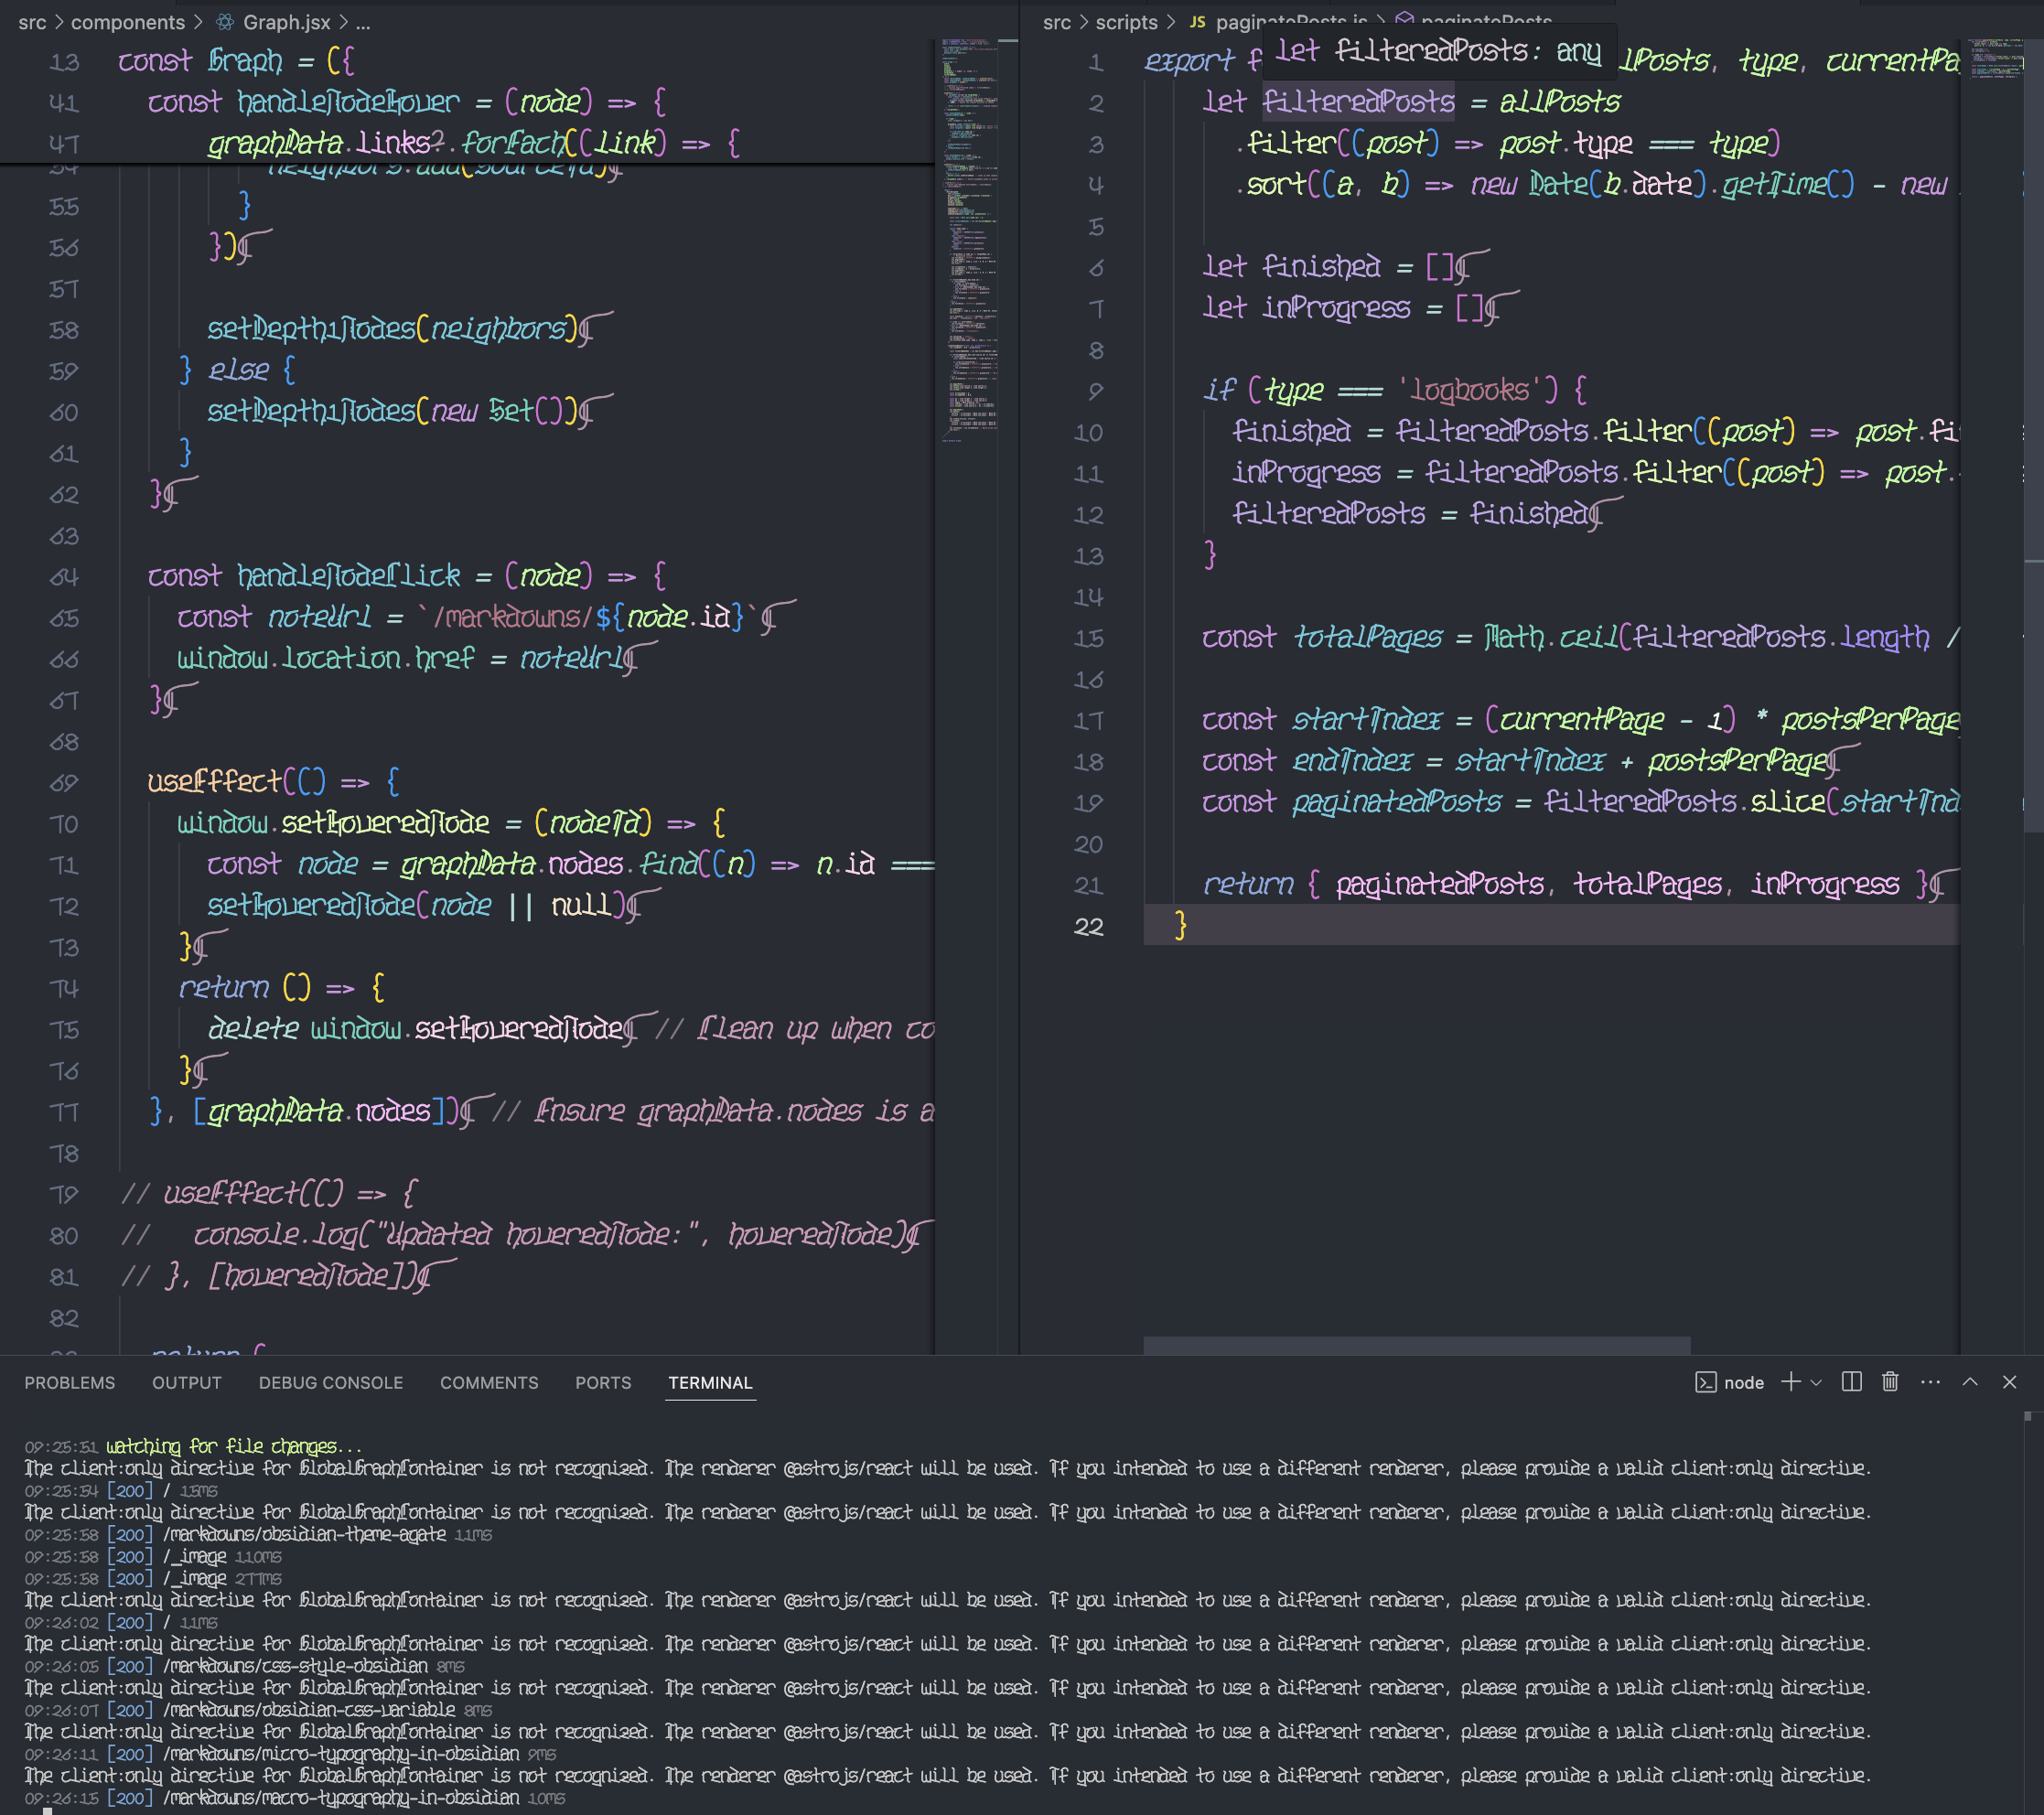 src > components > Graph.jsx > ...
13 const Graph = ({
41 const handleNodeHover = (node) => {
47 graphData.links?.forEach((link) => {
54 neighbors.add(sourceId);
55 }
56 });
57
58 setDepth1Nodes(neighbors);
59 } else {
60 setDepth1Nodes(new Set());
61 }
62 };
63
64 const handleNodeClick = (node) => {
65 const noteUrl = `/markdowns/${node.id}`;
66 window.location.href = noteUrl;
67 };
68
69 useEffect(() => {
70 window.setHoveredNode = (nodeId) => {
71 const node = graphData.nodes.find((n) => n.id ===
72 setHoveredNode(node || null);
73 };
74 return () => {
75 delete window.setHoveredNode; // Clean up when co
76 };
77 }, [graphData.nodes]); // Ensure graphData.nodes is a
78
79 // useEffect(() => {
80 // console.log("Updated hoveredNode:", hoveredNode);
81 // }, [hoveredNode]);
82
return (
src > scripts > JS paginatePosts.js > paginatePosts
let filteredPosts: any
1 export f llPosts, type, currentPa
2 let filteredPosts = allPosts
3 .filter((post) => post.type === type)
4 .sort((a, b) => new Date(b.date).getTime() - new
5
6 let finished = [];
7 let inProgress = [];
8
9 if (type === 'logbooks') {
10 finished = filteredPosts.filter((post) => post.fi
11 inProgress = filteredPosts.filter((post) => post.
12 filteredPosts = finished;
13 }
14
15 const totalPages = Math.ceil(filteredPosts.length /
16
17 const startIndex = (currentPage - 1) * postsPerPage
18 const endIndex = startIndex + postsPerPage;
19 const paginatedPosts = filteredPosts.slice(startInd
20
21 return { paginatedPosts, totalPages, inProgress };
22 }
PROBLEMS OUTPUT DEBUG CONSOLE COMMENTS PORTS TERMINAL node
09:25:51 watching for file changes...
The client:only directive for GlobalGraphContainer is not recognized. The renderer @astrojs/react will be used. If you intended to use a different renderer, please provide a valid client:only directive.
09:25:54 [200] / 15ms
The client:only directive for GlobalGraphContainer is not recognized. The renderer @astrojs/react will be used. If you intended to use a different renderer, please provide a valid client:only directive.
09:25:58 [200] /markdowns/obsidian-theme-agate 11ms
09:25:58 [200] /_image 110ms
09:25:58 [200] /_image 277ms
The client:only directive for GlobalGraphContainer is not recognized. The renderer @astrojs/react will be used. If you intended to use a different renderer, please provide a valid client:only directive.
09:26:02 [200] / 11ms
The client:only directive for GlobalGraphContainer is not recognized. The renderer @astrojs/react will be used. If you intended to use a different renderer, please provide a valid client:only directive.
09:26:05 [200] /markdowns/css-style-obsidian 8ms
The client:only directive for GlobalGraphContainer is not recognized. The renderer @astrojs/react will be used. If you intended to use a different renderer, please provide a valid client:only directive.
09:26:07 [200] /markdowns/obsidian-css-variable 8ms
The client:only directive for GlobalGraphContainer is not recognized. The renderer @astrojs/react will be used. If you intended to use a different renderer, please provide a valid client:only directive.
09:26:11 [200] /markdowns/micro-typography-in-obsidian 9ms
The client:only directive for GlobalGraphContainer is not recognized. The renderer @astrojs/react will be used. If you intended to use a different renderer, please provide a valid client:only directive.
09:26:15 [200] /markdowns/macro-typography-in-obsidian 10ms